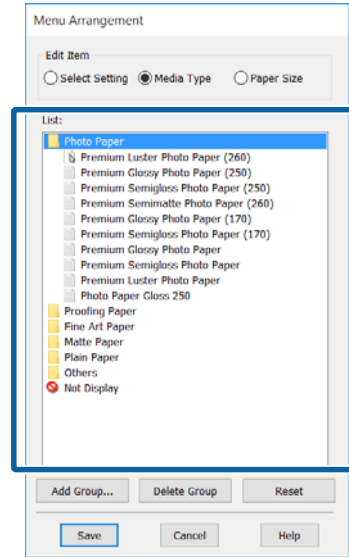 Menu Arrangement
Edit Item
Select Setting Media Type Paper Size
List:
Photo Paper
Premium Luster Photo Paper (260)
Premium Glossy Photo Paper (250)
Premium Semigloss Photo Paper (250)
Premium Semimatte Photo Paper (260)
Premium Glossy Photo Paper (170)
Premium Semigloss Photo Paper (170)
Premium Glossy Photo Paper
Premium Semigloss Photo Paper
Premium Luster Photo Paper
Photo Paper Gloss 250
Proofing Paper
Fine Art Paper
Matte Paper
Plain Paper
Others
Not Display
Add Group... Delete Group Reset
Save Cancel Help